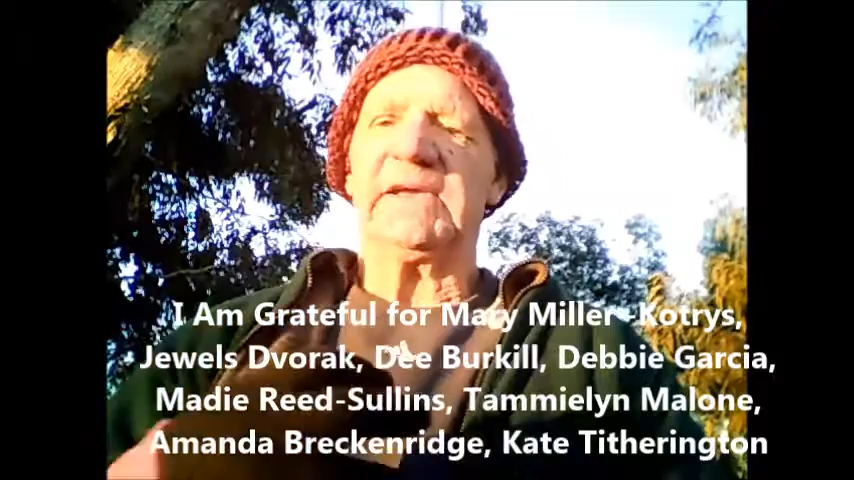 I Am Grateful for Mary Miller-Kotrys,
Jewels Dvorak, Dee Burkill, Debbie Garcia,
Madie Reed-Sullins, Tammielyn Malone,
Amanda Breckenridge, Kate Titherington